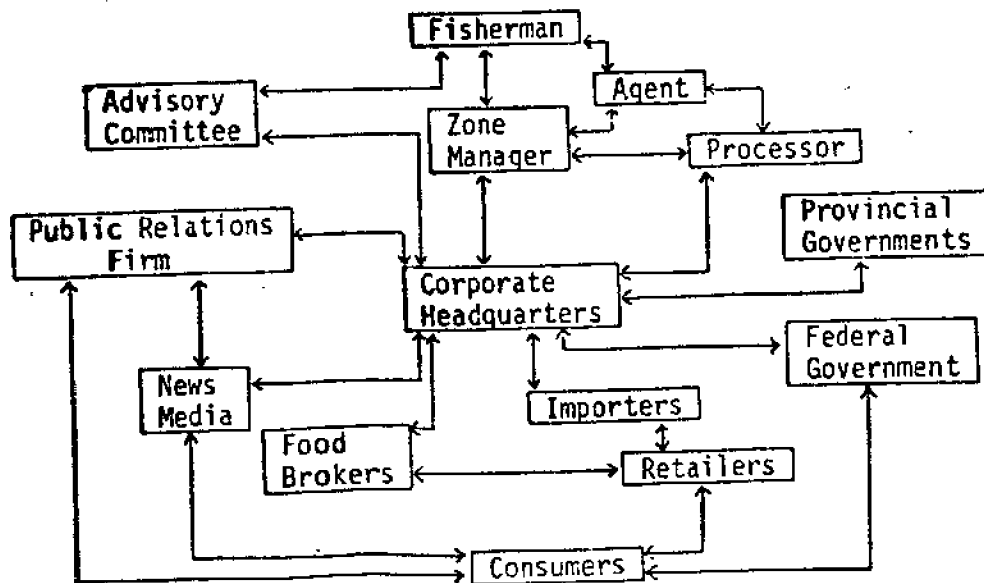 Fisherman
Agent
Advisory
Committee
Zone
Manager
Processor
Provincial
Governments
Public Relations
Firm
Corporate
Headquarters
Federal
Government
News
Media
Importers
Food
Brokers
Retailers
Consumers